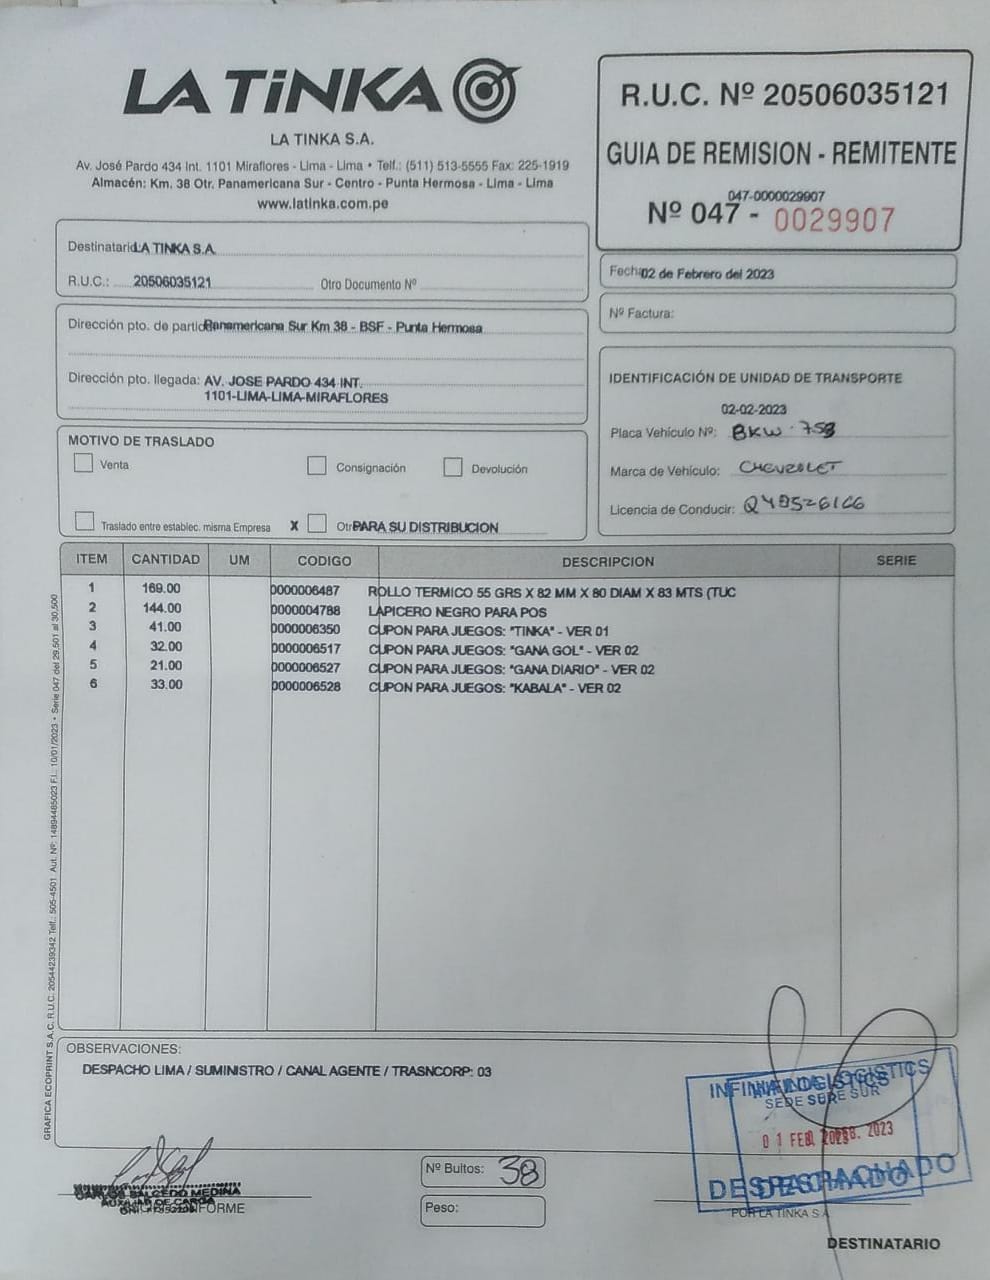 LA TiNKA
LA TINKA S.A.
Av. José Pardo 434 Int. 1101 Miraflores - Lima - Lima • Telf.: (511) 513-5555 Fax: 225-1919
Almacén: Km. 38 Otr. Panamericana Sur - Centro - Punta Hermosa - Lima - Lima
www.latinka.com.pe
R.U.C. Nº 20506035121
GUIA DE REMISION - REMITENTE
047-0000029907
Nº 047 - 0029907
Destinatario LA TINKA S.A.
R.U.C.: 20506035121 Otro Documento Nº
Fecha 02 de Febrero del 2023
Nº Factura:
Dirección pto. de partida Panamericana Sur Km 38 - BSF - Punta Hermosa
Dirección pto. llegada: AV. JOSE PARDO 434 INT.
1101-LIMA-LIMA-MIRAFLORES
IDENTIFICACIÓN DE UNIDAD DE TRANSPORTE
02-02-2023
Placa Vehículo Nº: BKW-758
Marca de Vehículo: CHEVROLET
Licencia de Conducir:
MOTIVO DE TRASLADO
Venta Consignación Devolución
Traslado entre establec. misma Empresa X Otr PARA SU DISTRIBUCION
ITEM CANTIDAD UM CODIGO DESCRIPCION SERIE
1 169.00 0000006487 ROLLO TERMICO 55 GRS X 82 MM X 80 DIAM X 83 MTS (TUC
2 144.00 0000004788 LAPICERO NEGRO PARA POS
3 41.00 0000006350 CUPON PARA JUEGOS: "TINKA" - VER 01
4 32.00 0000006517 CUPON PARA JUEGOS: "GANA GOL" - VER 02
5 21.00 0000006527 CUPON PARA JUEGOS: "GANA DIARIO" - VER 02
6 33.00 0000006528 CUPON PARA JUEGOS: "KABALA" - VER 02
GRAFICA ECOPRINT S.A.C. R.U.C. 20544239342 Telf.: 505-4501 Aut. Nº: 14894485023 F.I.: 10/01/2023 • Serie 047 del 29,501 al 30,500
OBSERVACIONES:
DESPACHO LIMA / SUMINISTRO / CANAL AGENTE / TRASNCORP: 03
LOGISTICS
SEDE SUR
01 FEB. 2023
DESPACHADO
Nº Bultos: 38
Peso:
CARLOS SALCEDO MEDINA
AUXILIAR DE CARGA
POR LA TINKA S.A.
DESTINATARIO